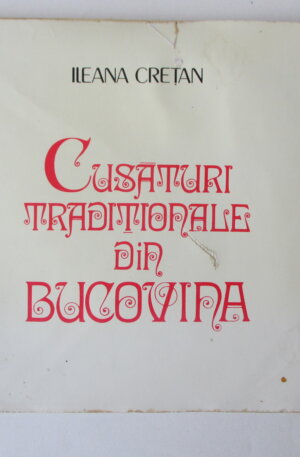 ILEANA CREȚAN
CUSĂTURI
TRADIȚIONALE
DIN
BUCOVINA